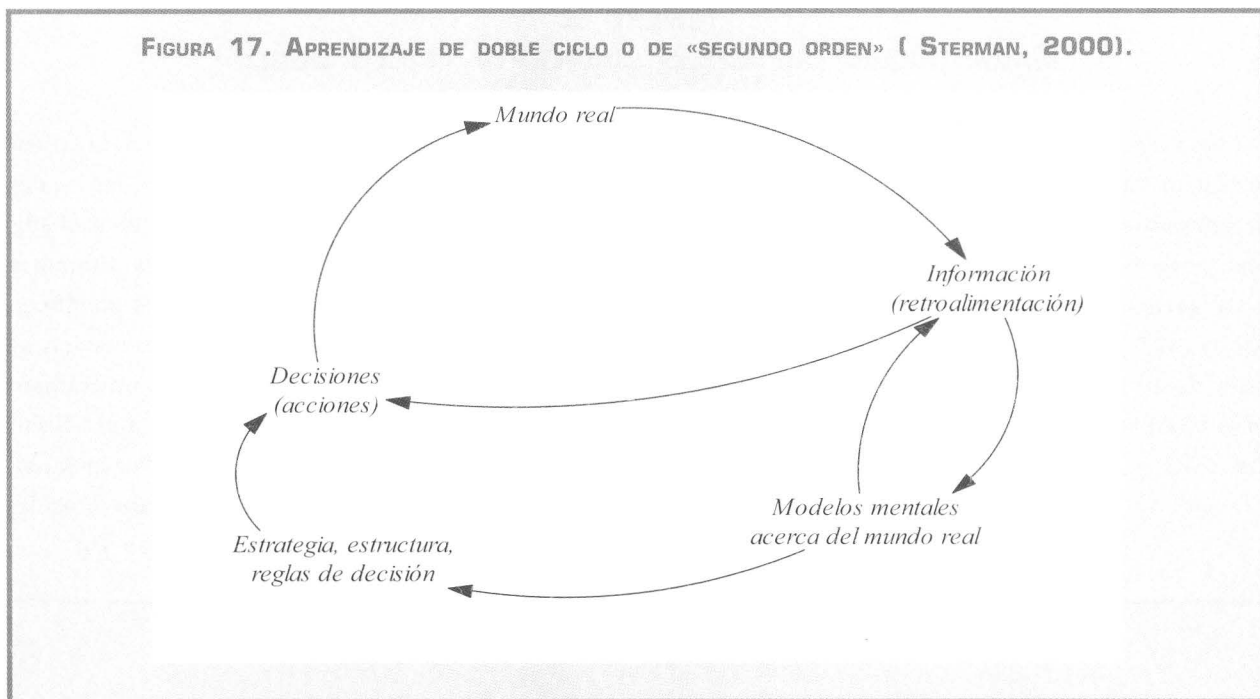 FIGURA 17. APRENDIZAJE DE DOBLE CICLO O DE «SEGUNDO ORDEN» ( STERMAN, 2000).
Mundo real
Información
(retroalimentación)
Decisiones
(acciones)
Modelos mentales
acerca del mundo real
Estrategia, estructura,
reglas de decisión